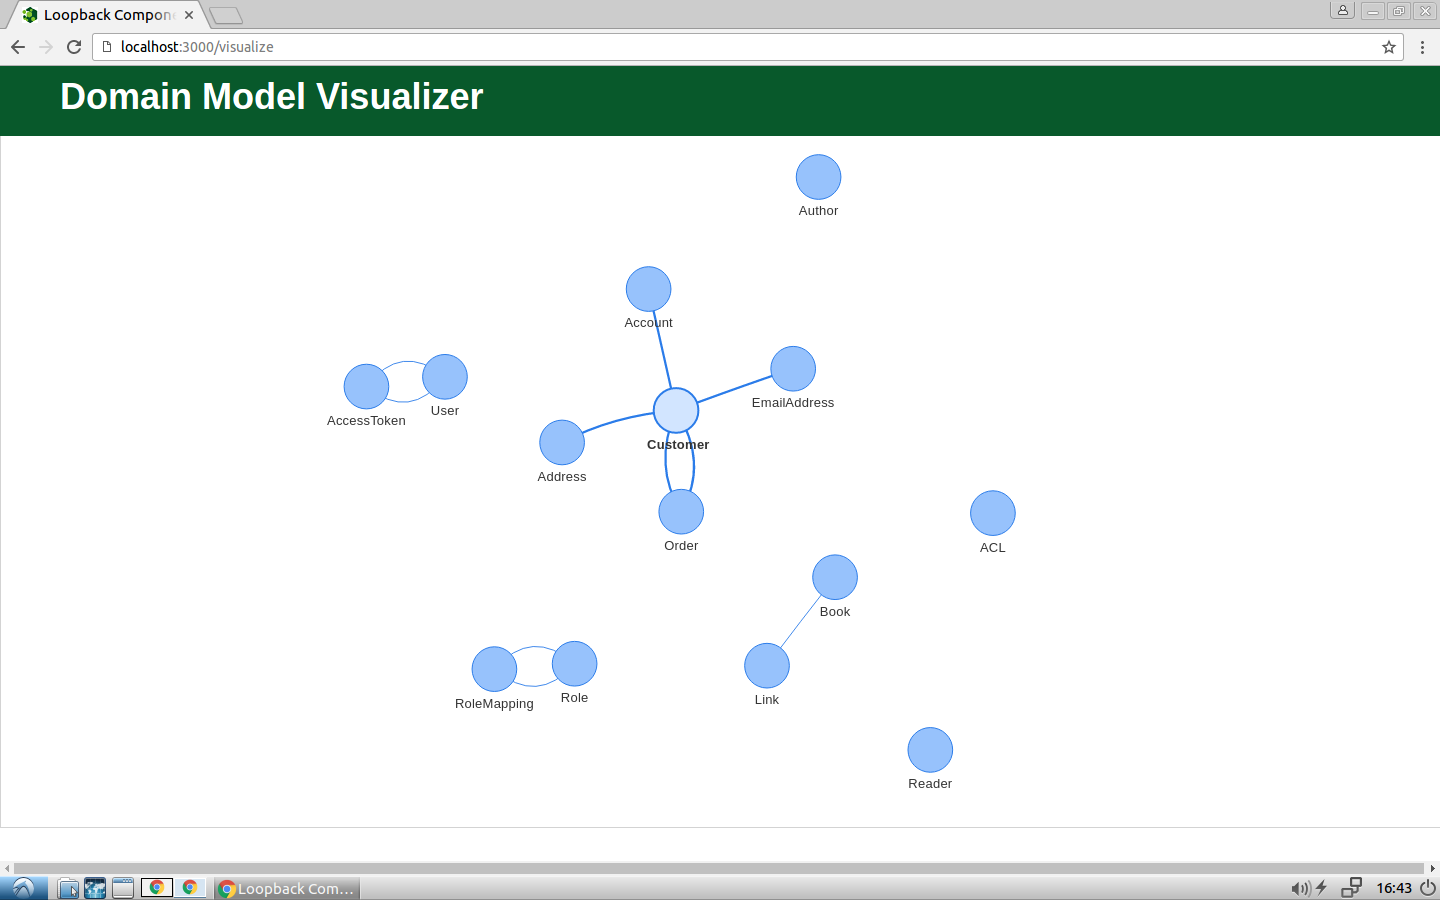 Loopback Compone
localhost:3000/visualize
Domain Model Visualizer
Author
Account
EmailAddress
AccessToken
User
Customer
Address
Order
ACL
Book
RoleMapping
Role
Link
Reader
Loopback Com...
16:43